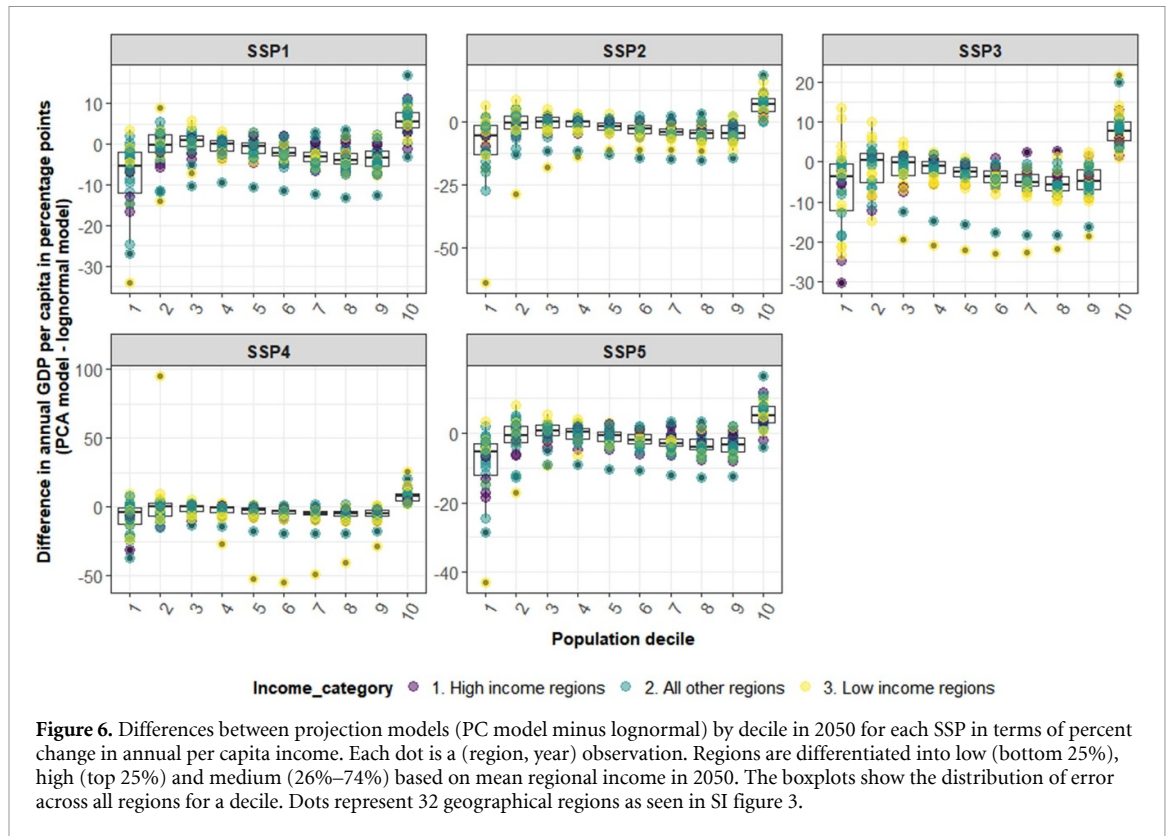 SSP1
SSP2
SSP3
Difference in annual GDP per capita in percentage points
(PCA model - lognormal model)
10
0
-10
-20
-30
0
-25
-50
20
10
0
-10
-20
-30
1 2 3 4 5 6 7 8 9 10
1 2 3 4 5 6 7 8 9 10
1 2 3 4 5 6 7 8 9 10
SSP4
SSP5
100
50
0
-50
0
-20
-40
1 2 3 4 5 6 7 8 9 10
1 2 3 4 5 6 7 8 9 10
Population decile
Income_category 1. High income regions 2. All other regions 3. Low income regions
Figure 6. Differences between projection models (PC model minus lognormal) by decile in 2050 for each SSP in terms of percent
change in annual per capita income. Each dot is a (region, year) observation. Regions are differentiated into low (bottom 25%),
high (top 25%) and medium (26%–74%) based on mean regional income in 2050. The boxplots show the distribution of error
across all regions for a decile. Dots represent 32 geographical regions as seen in SI figure 3.